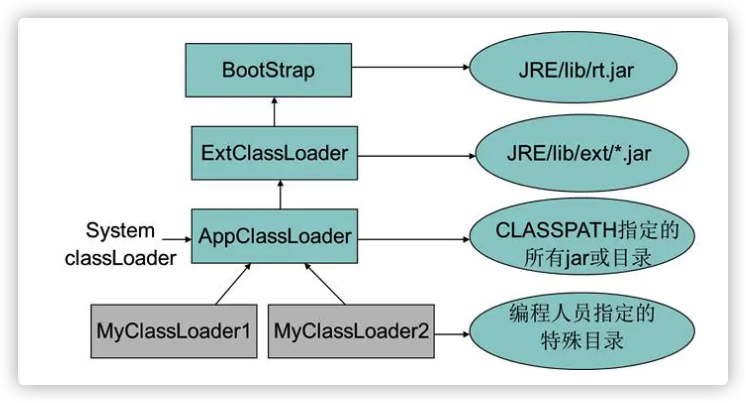 BootStrap
JRE/lib/rt.jar
ExtClassLoader
JRE/lib/ext/*.jar
System
classLoader
AppClassLoader
CLASSPATH指定的
所有jar或目录
MyClassLoader1
MyClassLoader2
编程人员指定的
特殊目录